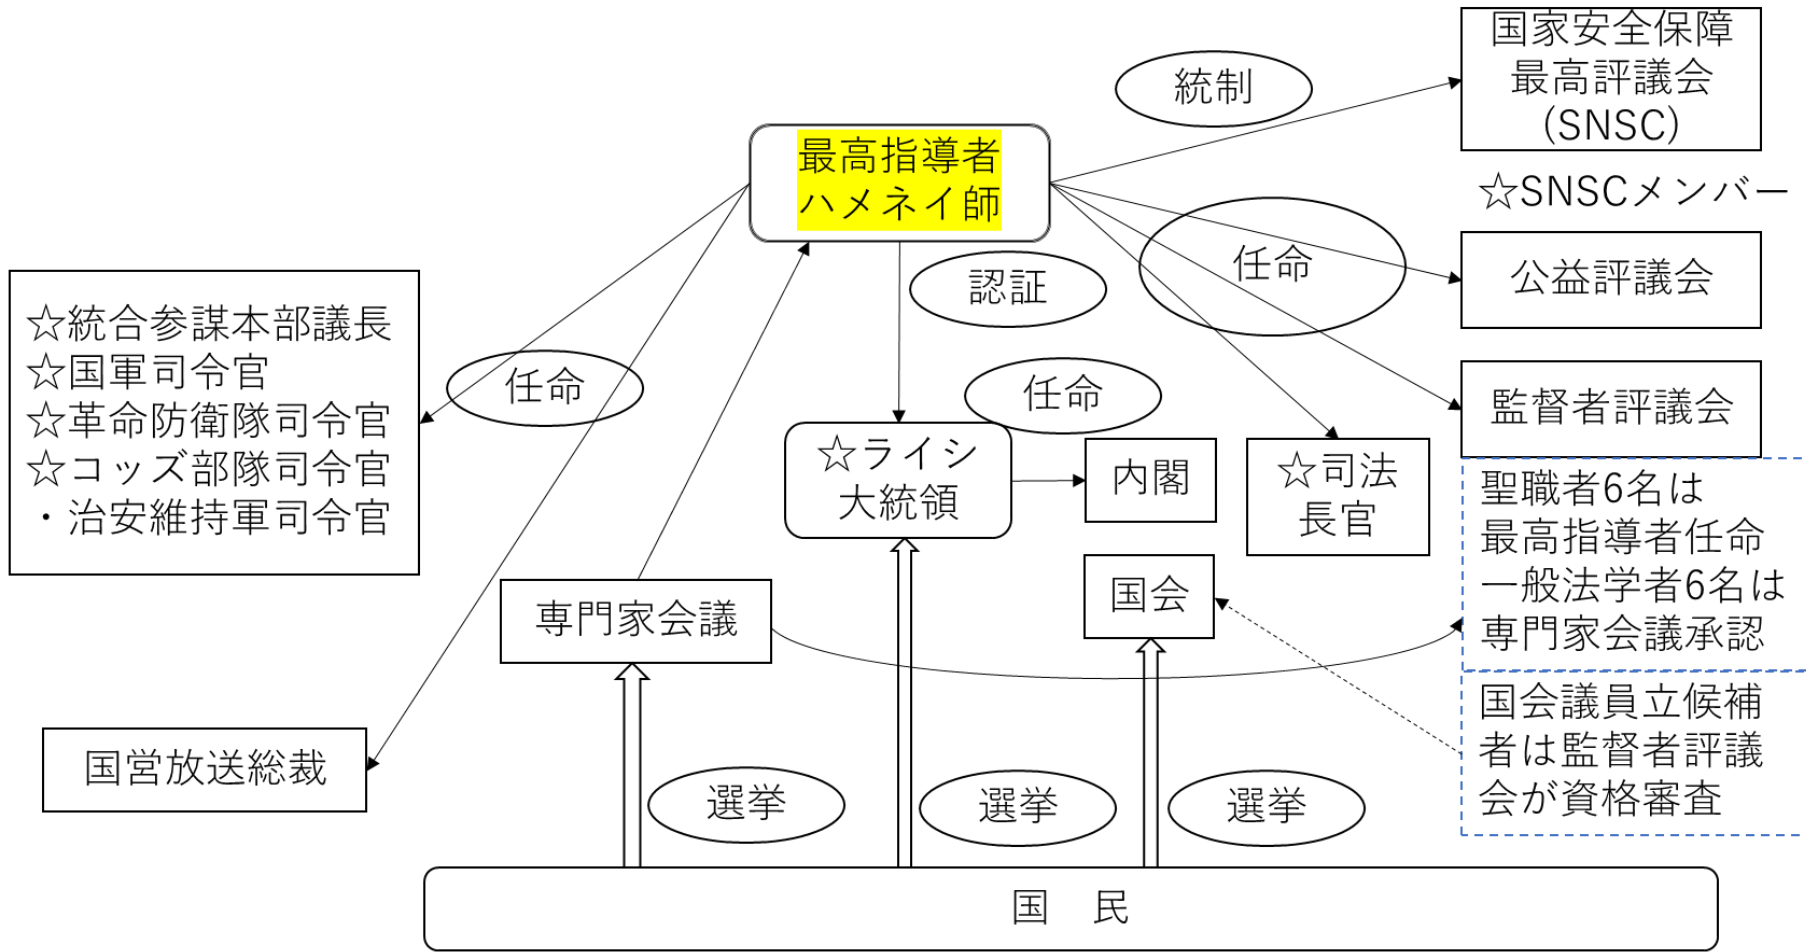 国家安全保障
最高評議会
(SNSC)
統制
最高指導者
ハメネイ師
☆SNSCメンバー
任命
公益評議会
認証
☆統合参謀本部議長
☆国軍司令官
☆革命防衛隊司令官
☆コッズ部隊司令官
・治安維持軍司令官
任命
任命
監督者評議会
☆ライシ
大統領
内閣
☆司法
長官
聖職者6名は
最高指導者任命
一般法学者6名は
専門家会議承認
専門家会議
国会
国会議員立候補
者は監督者評議
会が資格審査
国営放送総裁
選挙
選挙
選挙
国　民